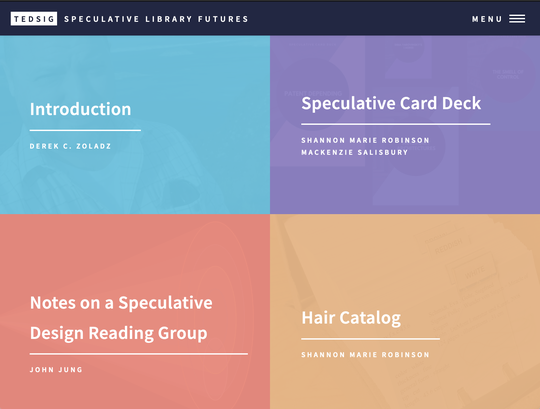 TEDSIG SPECULATIVE LIBRARY FUTURES
MENU
Introduction
DEREK C. ZOLADZ
Speculative Card Deck
SHANNON MARIE ROBINSON
MACKENZIE SALISBURY
Notes on a Speculative
Design Reading Group
JOHN JUNG
Hair Catalog
SHANNON MARIE ROBINSON